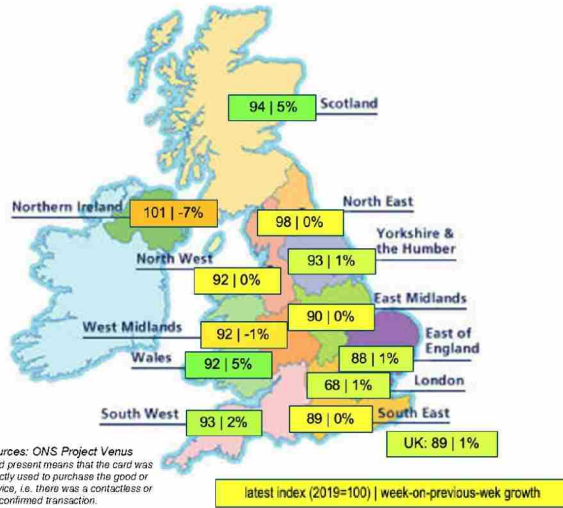 94 | 5%
Scotland
Northern Ireland
101 | -7%
North East
98 | 0%
Yorkshire &
the Humber
93 | 1%
North West
92 | 0%
East Midlands
90 | 0%
West Midlands
92 | -1%
East of
England
88 | 1%
Wales
92 | 5%
London
68 | 1%
South West
93 | 2%
89 | 0%
South East
UK: 89 | 1%
urces: ONS Project Venus
d present means that the card was
ctly used to purchase the good or
vice, i.e. there was a contactless or
confirmed transaction.
latest index (2019=100) | week-on-previous-wek growth